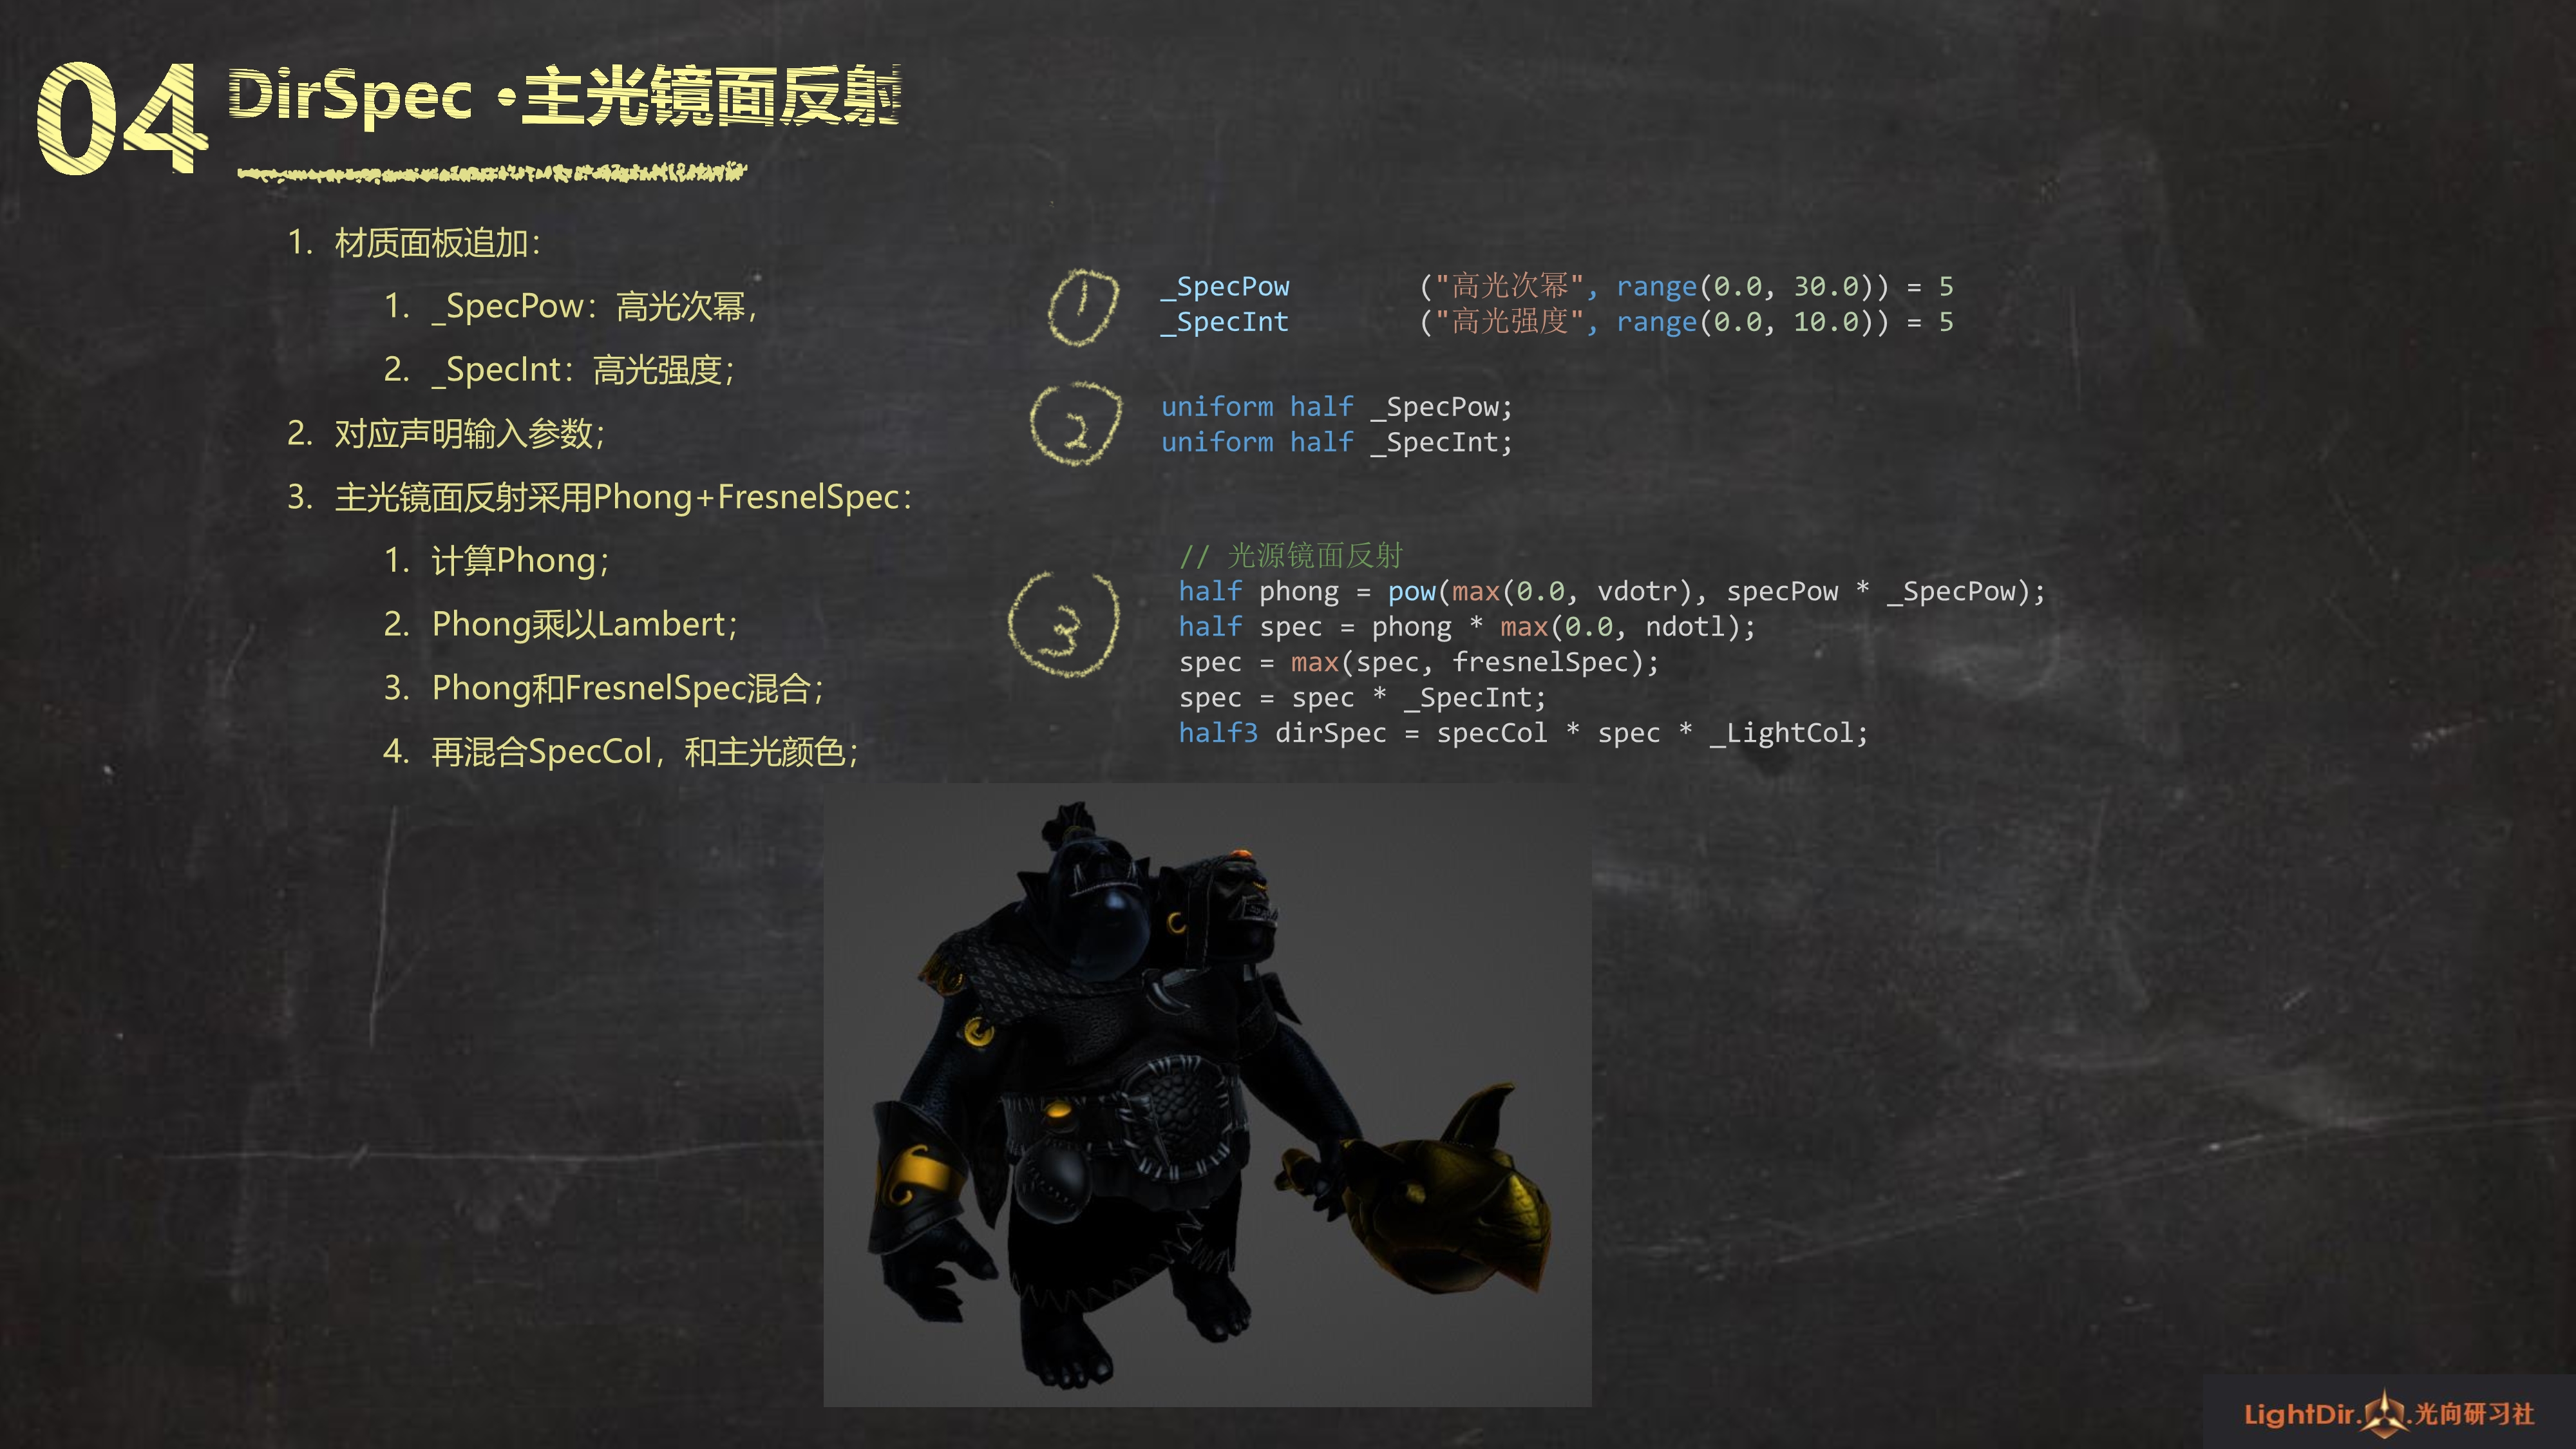 04 DirSpec •主光镜面反射
1. 材质面板追加：
1. _SpecPow：高光次幂，
2. _SpecInt：高光强度；
2. 对应声明输入参数；
3. 主光镜面反射采用Phong+FresnelSpec：
1. 计算Phong；
2. Phong乘以Lambert；
3. Phong和FresnelSpec混合；
4. 再混合SpecCol，和主光颜色；
1
_SpecPow ("高光次幂", range(0.0, 30.0)) = 5
_SpecInt ("高光强度", range(0.0, 10.0)) = 5
2
uniform half _SpecPow;
uniform half _SpecInt;
3
// 光源镜面反射
half phong = pow(max(0.0, vdotr), specPow * _SpecPow);
half spec = phong * max(0.0, ndotl);
spec = max(spec, fresnelSpec);
spec = spec * _SpecInt;
half3 dirSpec = specCol * spec * _LightCol;
LightDir. .光向研习社